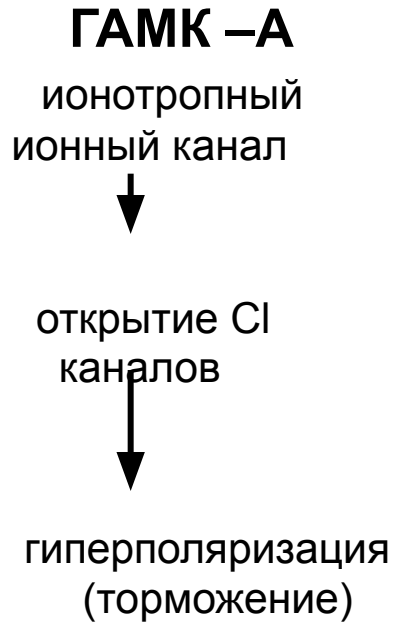 ГАМК –А
ионотропный
ионный канал
открытие Cl
каналов
гиперполяризация
(торможение)